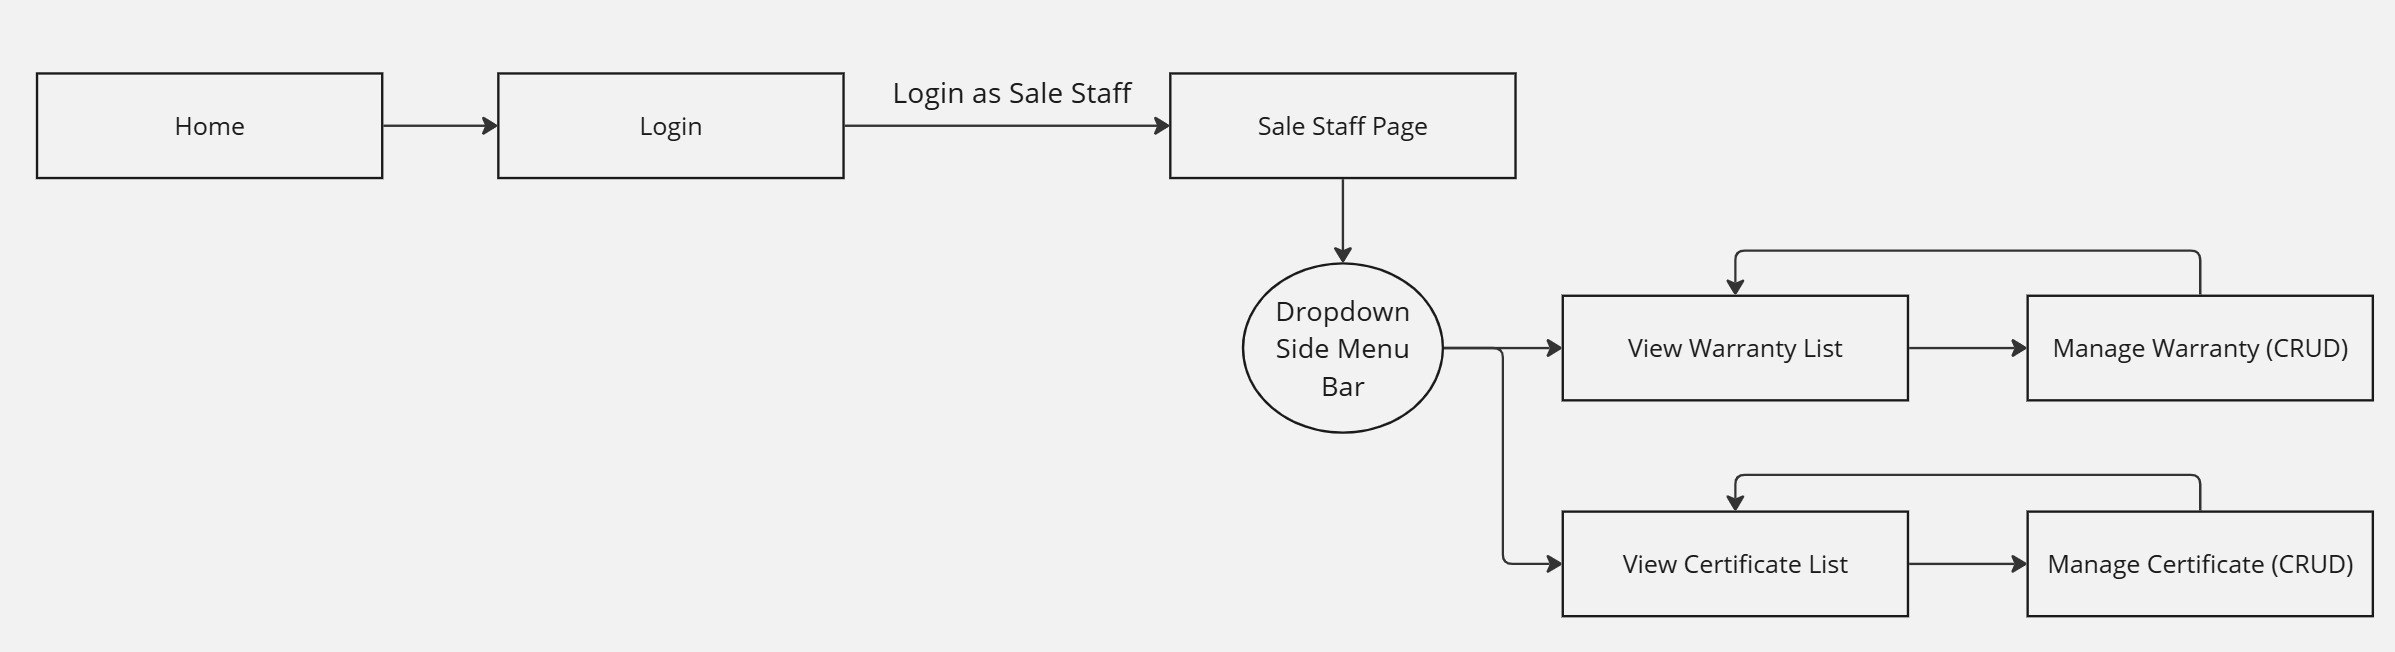 Home
Login
Login as Sale Staff
Sale Staff Page
Dropdown
Side Menu
Bar
View Warranty List
Manage Warranty (CRUD)
View Certificate List
Manage Certificate (CRUD)